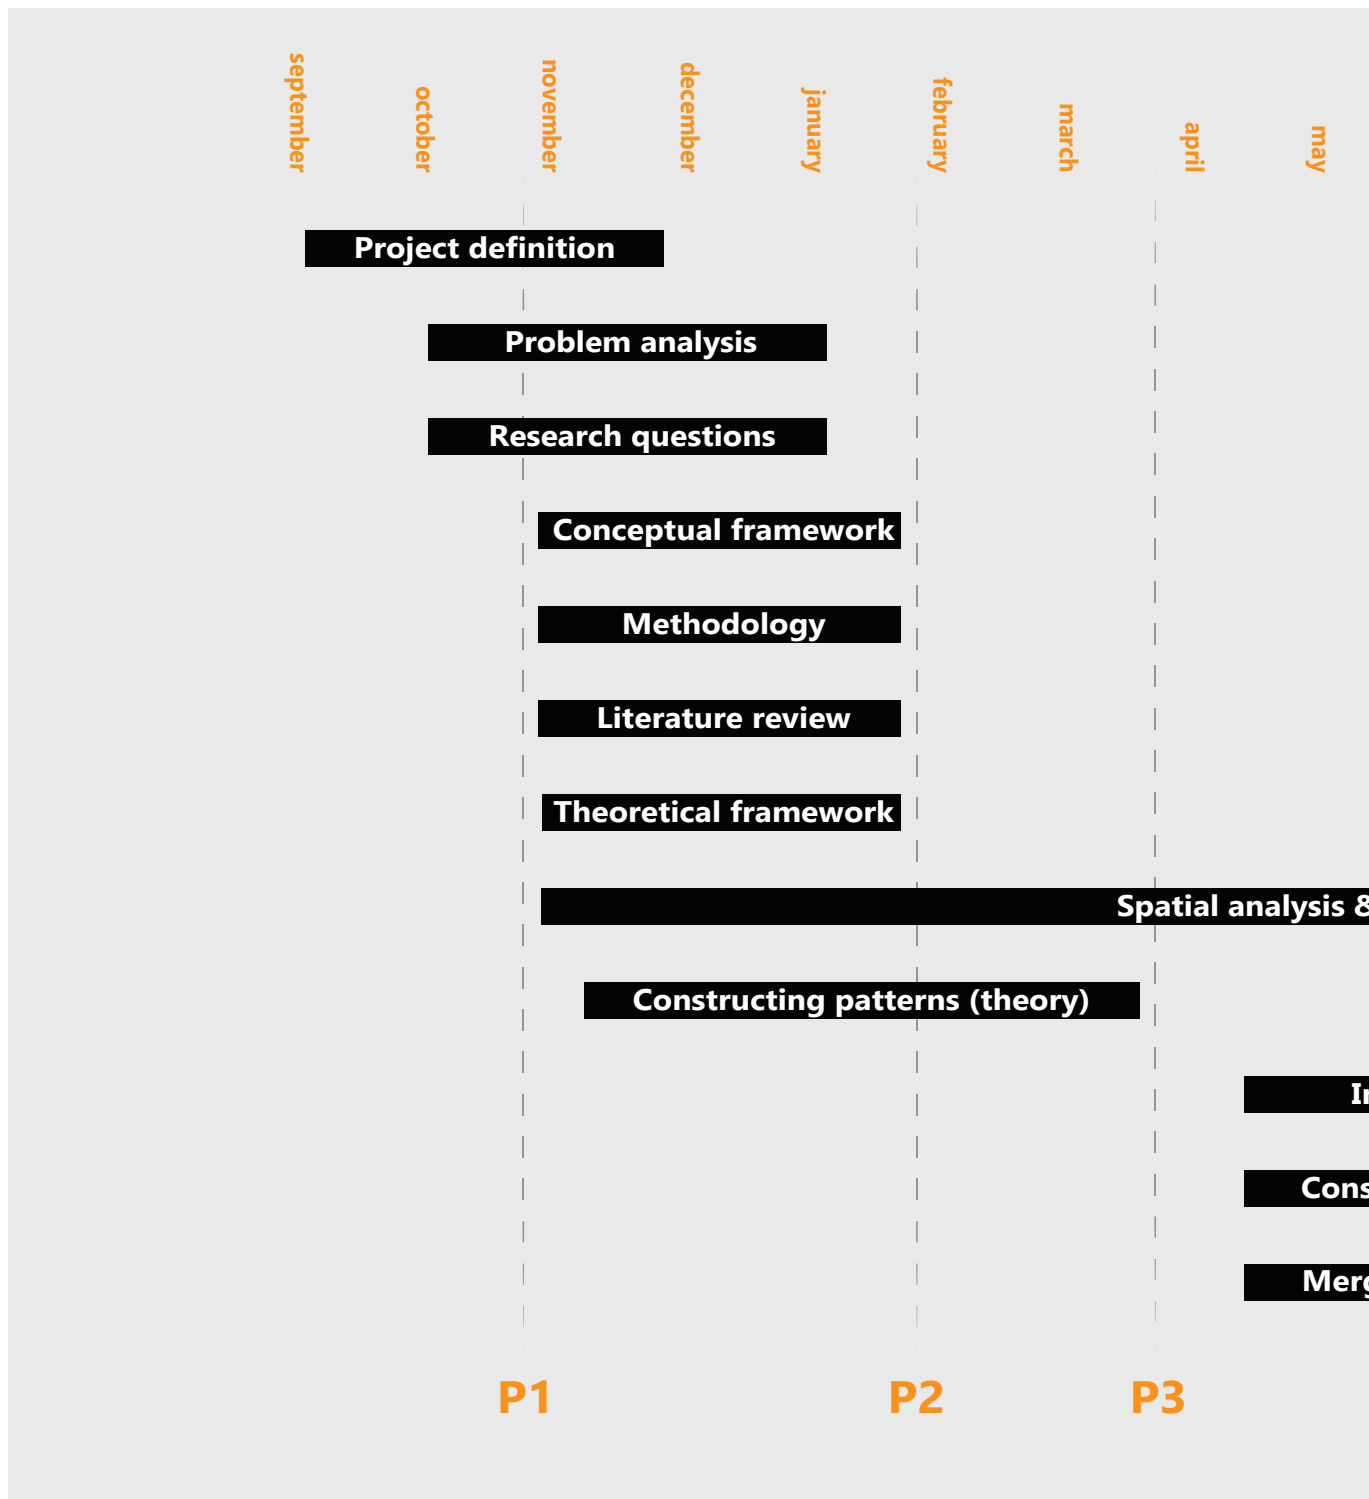 september
october
november
december
january
february
march
april
may
Project definition
Problem analysis
Research questions
Conceptual framework
Methodology
Literature review
Theoretical framework
Spatial analysis &
Constructing patterns (theory)
P1
P2
P3